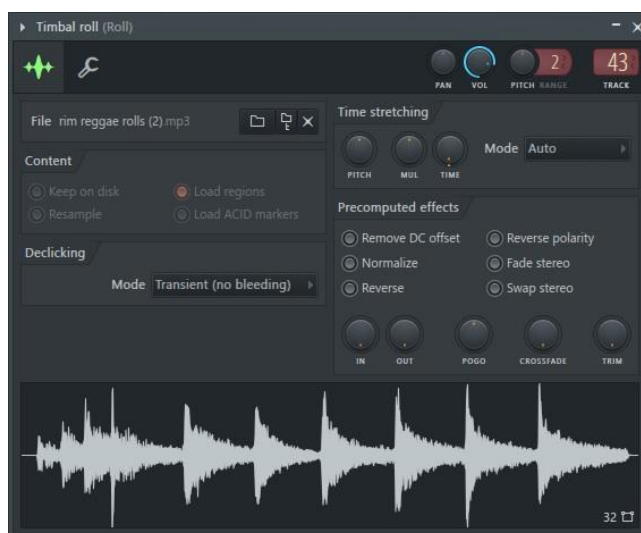 Timbal roll (Roll)
PAN VOL PITCH RANGE 2 43 TRACK
File rim reggae rolls (2).mp3
Content
Keep on disk Load regions
Resample Load ACID markers
Declicking
Mode Transient (no bleeding)
Time stretching
PITCH MUL TIME Mode Auto
Precomputed effects
Remove DC offset Reverse polarity
Normalize Fade stereo
Reverse Swap stereo
IN OUT POGO CROSSFADE TRIM
32